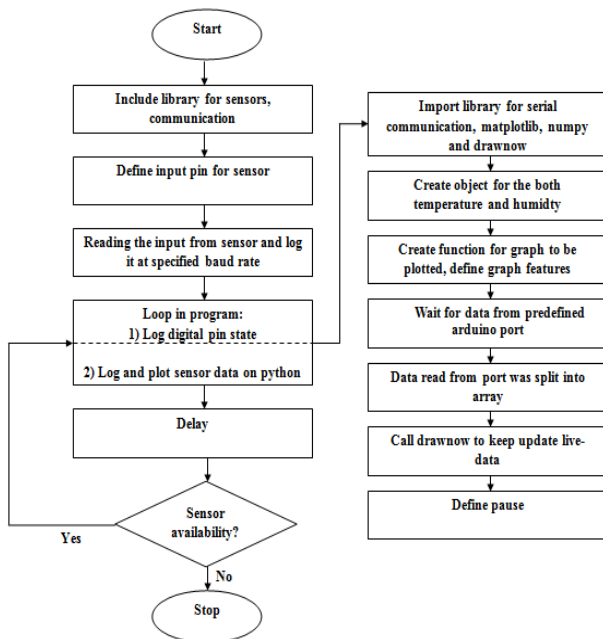 Start
Include library for sensors,
communication
Define input pin for sensor
Reading the input from sensor and log
it at specified baud rate
Loop in program:
1) Log digital pin state
2) Log and plot sensor data on python
Delay
Sensor
availability?
Yes
No
Stop
Import library for serial
communication, matplotlib, numpy
and drawnow
Create object for the both
temperature and humidty
Create function for graph to be
plotted, define graph features
Wait for data from predefined
arduino port
Data read from port was split into
array
Call drawnow to keep update live-
data
Define pause